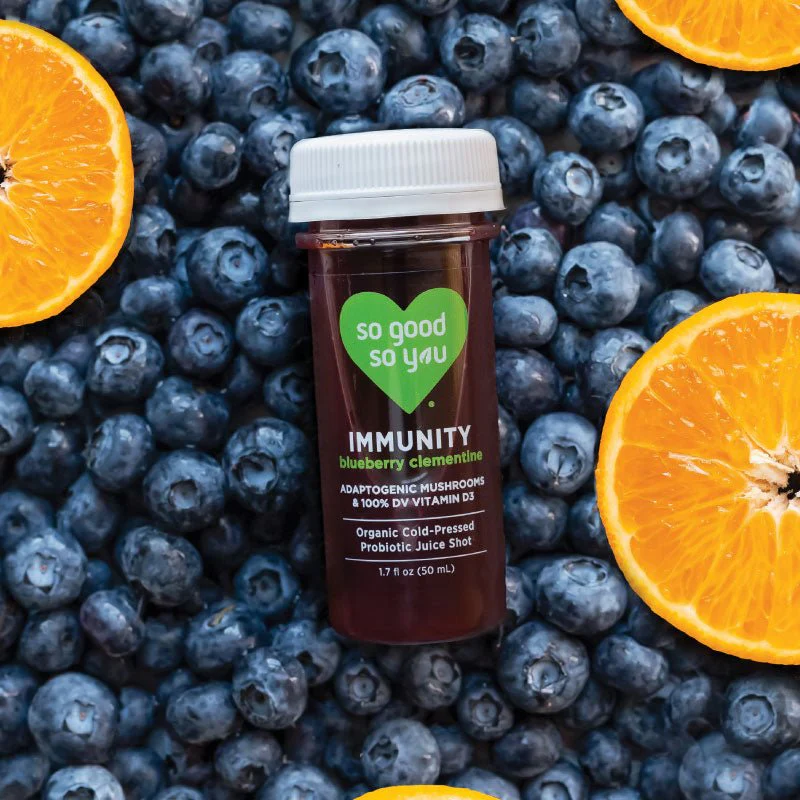 so good
so you
®
IMMUNITY
blueberry clementine
ADAPTOGENIC MUSHROOMS
& 100% DV VITAMIN D3
Organic Cold-Pressed
Probiotic Juice Shot
1.7 fl oz (50 mL)